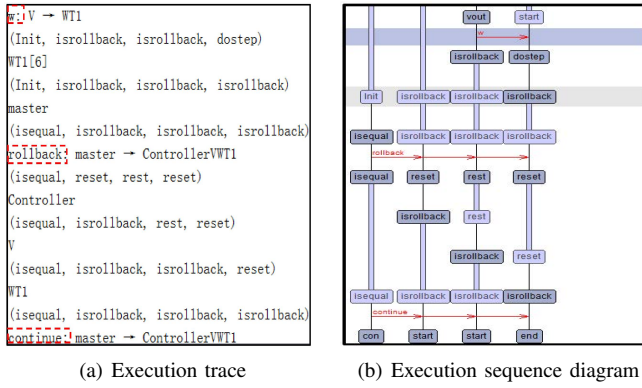 w: V → WT1
(Init, isrollback, isrollback, dostep)
WT1[6]
(Init, isrollback, isrollback, isrollback)
master
(isequal, isrollback, isrollback, isrollback)
rollback: master → ControllerVWT1
(isequal, reset, rest, reset)
Controller
(isequal, isrollback, rest, reset)
V
(isequal, isrollback, isrollback, reset)
WT1
(isequal, isrollback, isrollback, isrollback)
continue: master → ControllerVWT1
(a) Execution trace
vout start
w
isrollback dostep
Init isrollback isrollback isrollback
isequal isrollback isrollback isrollback
rollback
isequal reset rest reset
isrollback rest
isrollback reset
isequal isrollback isrollback isrollback
continue
con start start end
(b) Execution sequence diagram